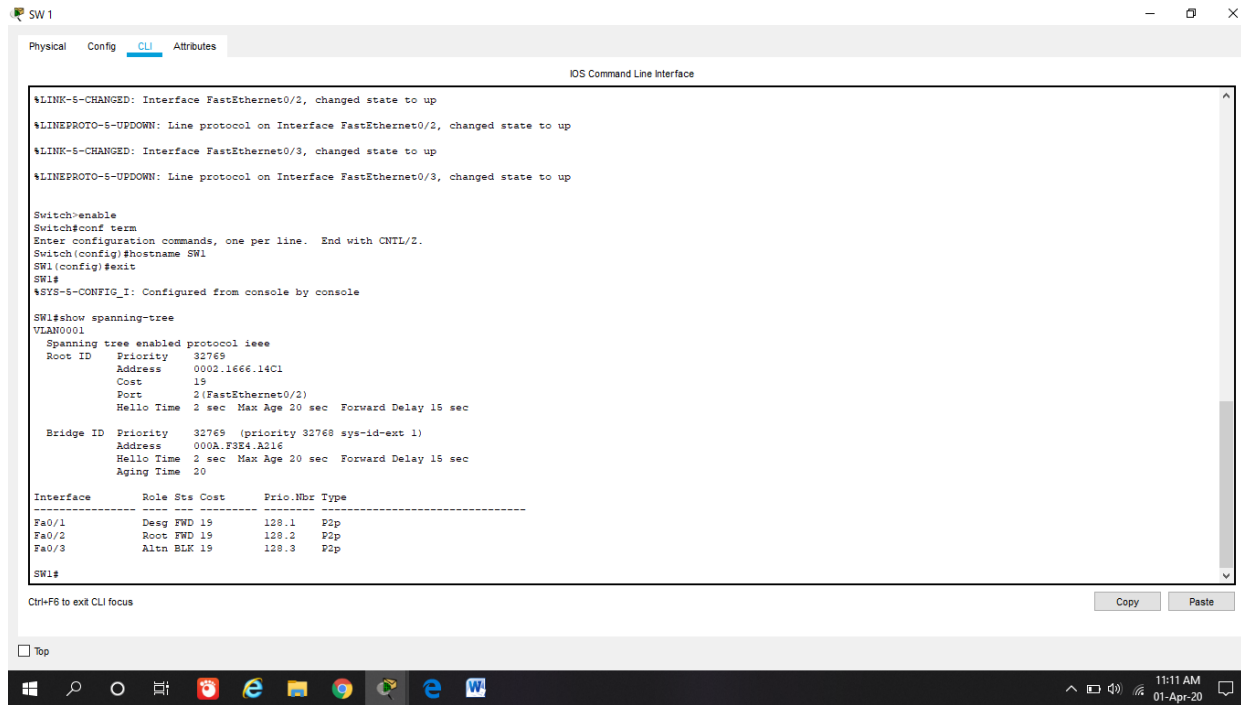 SW 1
Physical Config CLI Attributes
IOS Command Line Interface
%LINK-5-CHANGED: Interface FastEthernet0/2, changed state to up
%LINEPROTO-5-UPDOWN: Line protocol on Interface FastEthernet0/2, changed state to up
%LINK-5-CHANGED: Interface FastEthernet0/3, changed state to up
%LINEPROTO-5-UPDOWN: Line protocol on Interface FastEthernet0/3, changed state to up
Switch>enable
Switch#conf term
Enter configuration commands, one per line.  End with CNTL/Z.
Switch(config)#hostname SW1
SW1(config)#exit
SW1#
%SYS-5-CONFIG_I: Configured from console by console
SW1#show spanning-tree
VLAN0001
  Spanning tree enabled protocol ieee
  Root ID    Priority    32769
             Address     0002.1666.14C1
             Cost        19
             Port        2(FastEthernet0/2)
             Hello Time  2 sec  Max Age 20 sec  Forward Delay 15 sec
  Bridge ID  Priority    32769  (priority 32768 sys-id-ext 1)
             Address     000A.F3E4.A216
             Hello Time  2 sec  Max Age 20 sec  Forward Delay 15 sec
             Aging Time  20
Interface        Role Sts Cost      Prio.Nbr Type
---------------- ---- --- --------- -------- --------------------------------
Fa0/1            Desg FWD 19        128.1    P2p
Fa0/2            Root FWD 19        128.2    P2p
Fa0/3            Altn BLK 19        128.3    P2p
SW1#
Ctrl+F6 to exit CLI focus
Copy Paste
Top
11:11 AM
01-Apr-20